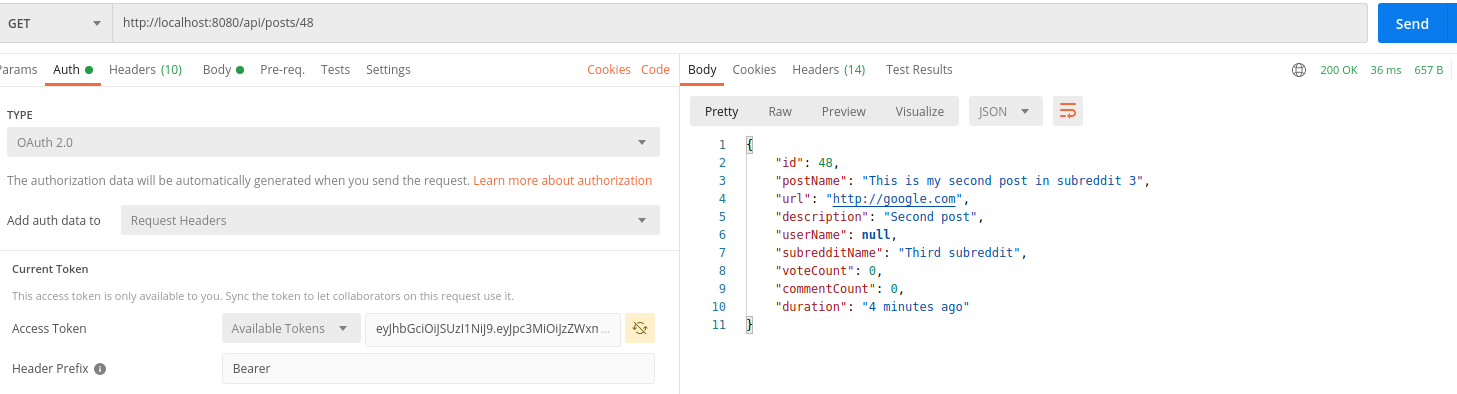 GET http://localhost:8080/api/posts/48 Send
Params Auth Headers (10) Body Pre-req. Tests Settings Cookies Code
TYPE
OAuth 2.0
The authorization data will be automatically generated when you send the request. Learn more about authorization
Add auth data to Request Headers
Current Token
This access token is only available to you. Sync the token to let collaborators on this request use it.
Access Token Available Tokens eyJhbGciOiJSUzI1NiJ9.eyJpc3MiOiJzZWxn ...
Header Prefix Bearer
Body Cookies Headers (14) Test Results 200 OK 36 ms 657 B
Pretty Raw Preview Visualize JSON
1 {
2 "id": 48,
3 "postName": "This is my second post in subreddit 3",
4 "url": "http://google.com",
5 "description": "Second post",
6 "userName": null,
7 "subredditName": "Third subreddit",
8 "voteCount": 0,
9 "commentCount": 0,
10 "duration": "4 minutes ago"
11 }